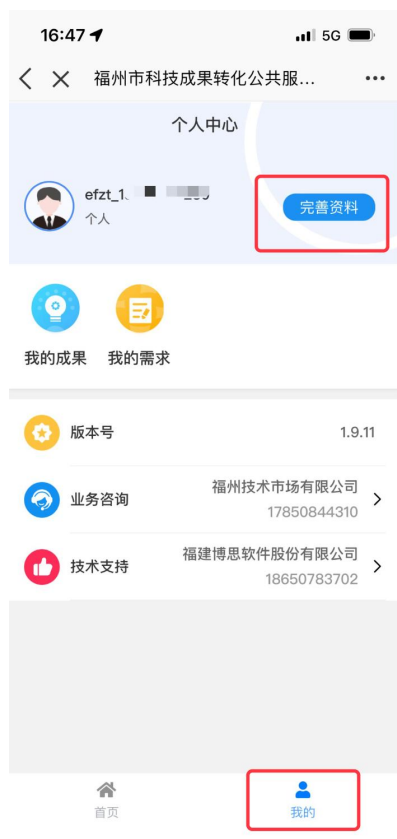 16:47
5G
福州市科技成果转化公共服...
个人中心
efzt_1
个人
完善资料
我的成果 我的需求
版本号 1.9.11
业务咨询 福州技术市场有限公司
17850844310
技术支持 福建博思软件股份有限公司
18650783702
首页 我的